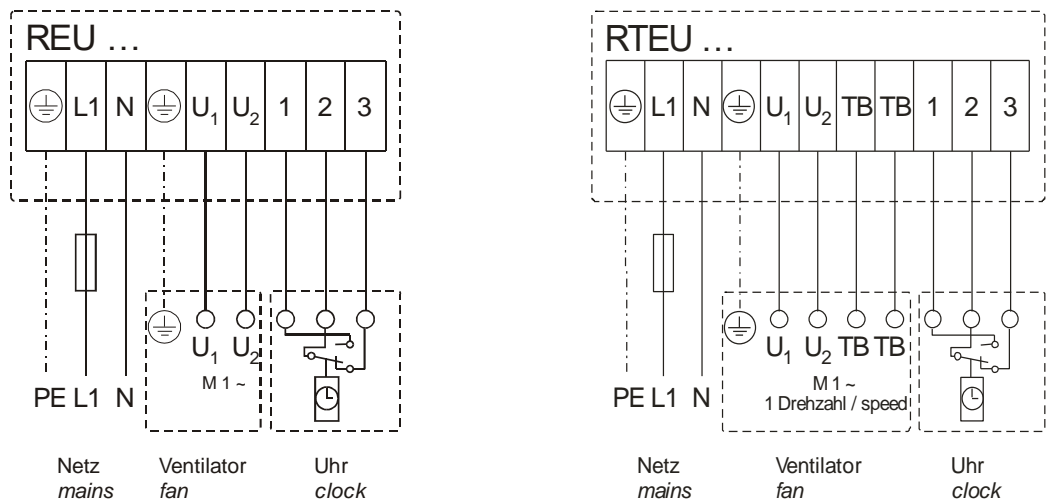 REU ...
L1 N U1 U2 1 2 3
U1 U2
M 1 ~
PE L1 N
Netz Ventilator Uhr
mains fan clock
RTEU ...
L1 N U1 U2 TB TB 1 2 3
U1 U2 TB TB
M 1 ~
1 Drehzahl / speed
PE L1 N
Netz Ventilator Uhr
mains fan clock